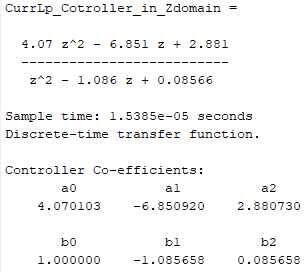 CurrLp_Cotroller_in_Zdomain =
4.07 z^2 - 6.851 z + 2.881
--------------------------
z^2 - 1.086 z + 0.08566
Sample time: 1.5385e-05 seconds
Discrete-time transfer function.
Controller Co-efficients:
a0 a1 a2
4.070103 -6.850920 2.880730
b0 b1 b2
1.000000 -1.085658 0.085658